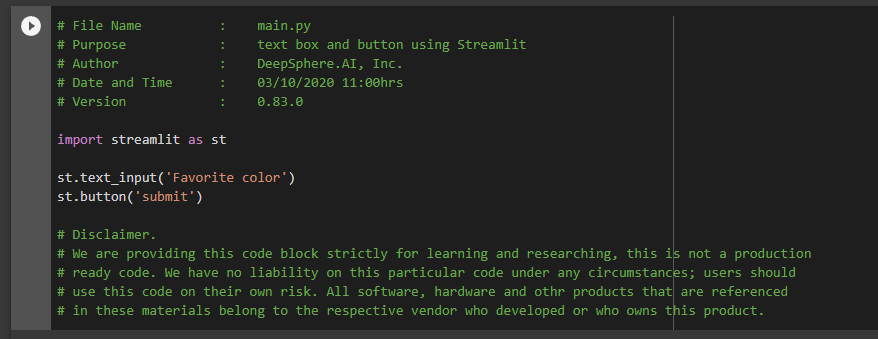 # File Name          :    main.py
# Purpose            :    text box and button using Streamlit
# Author             :    DeepSphere.AI, Inc.
# Date and Time      :    03/10/2020 11:00hrs
# Version            :    0.83.0
import streamlit as st
st.text_input('Favorite color')
st.button('submit')
# Disclaimer.
# We are providing this code block strictly for learning and researching, this is not a production
# ready code. We have no liability on this particular code under any circumstances; users should
# use this code on their own risk. All software, hardware and othr products that are referenced
# in these materials belong to the respective vendor who developed or who owns this product.